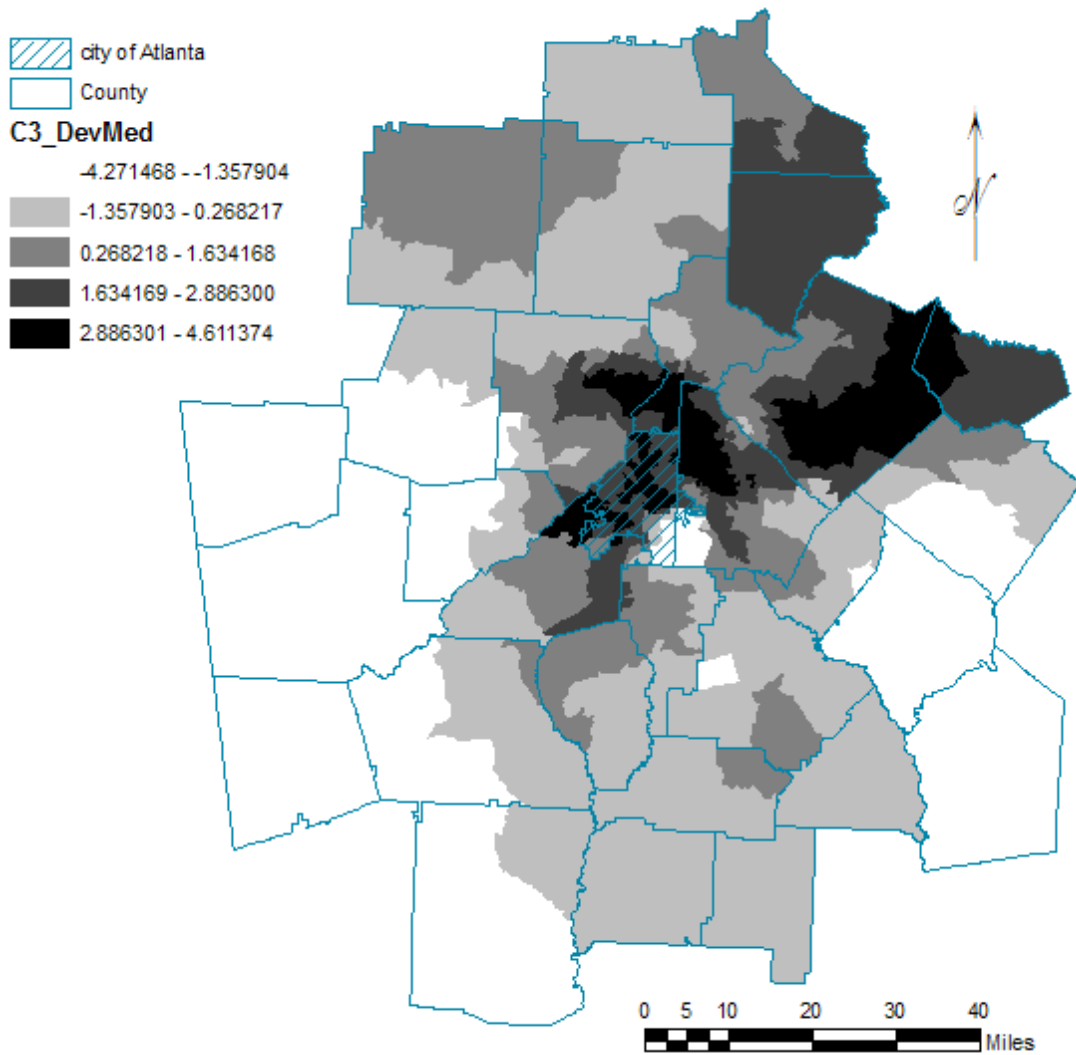 city of Atlanta
County
C3_DevMed
-4.271468 - -1.357904
-1.357903 - 0.268217
0.268218 - 1.634168
1.634169 - 2.886300
2.886301 - 4.611374
N
0 5 10 20 30 40
Miles